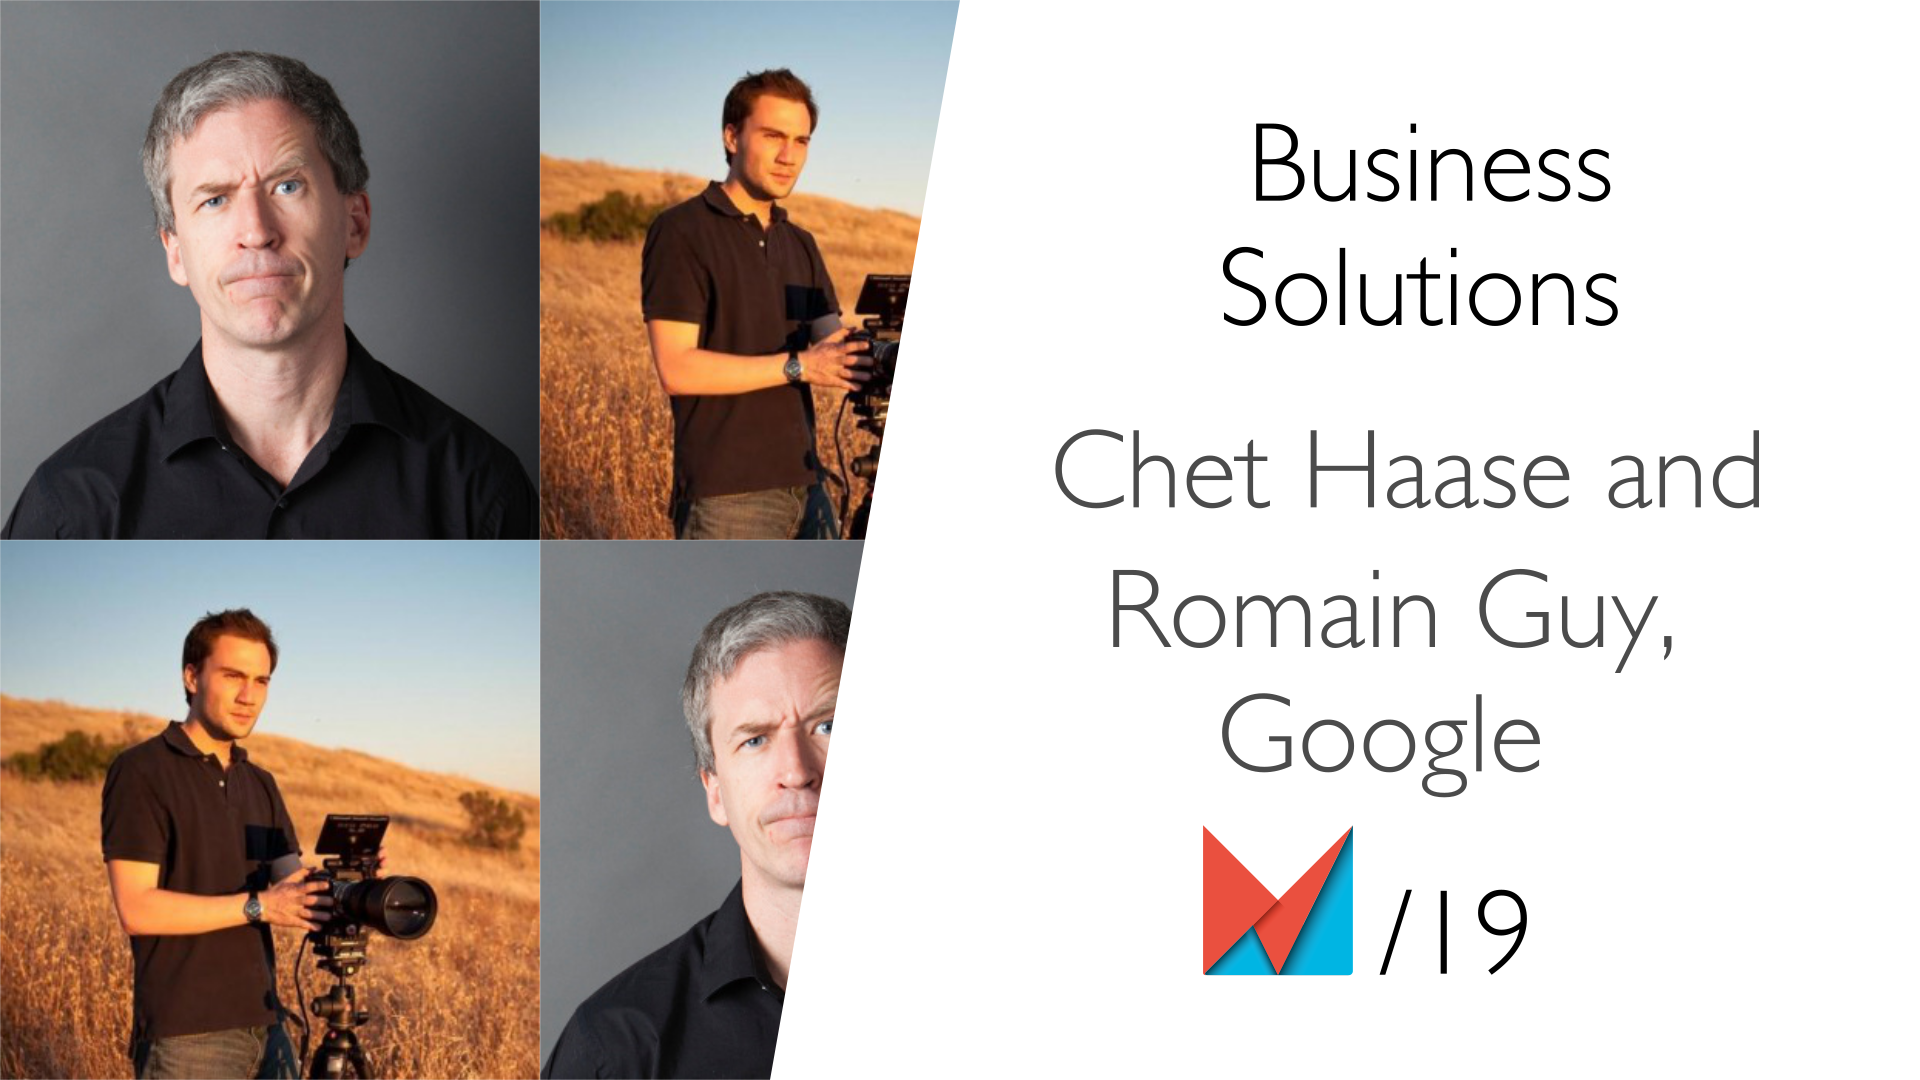 Business
Solutions
Chet Haase and
Romain Guy,
Google
/19